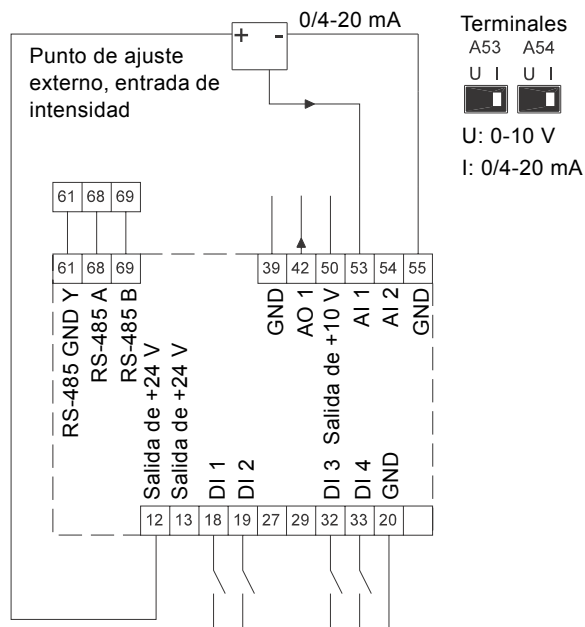 0/4-20 mA
+ -
Punto de ajuste
externo, entrada de
intensidad
Terminales
A53 A54
U I U I
U: 0-10 V
I: 0/4-20 mA
61 68 69
61 68 69
39 42 50 53 54 55
RS-485 GND Y
RS-485 A
RS-485 B
GND
AO 1
Salida de +10 V
AI 1
AI 2
GND
Salida de +24 V
Salida de +24 V
DI 1
DI 2
DI 3
DI 4
GND
12 13 18 19 27 29 32 33 20